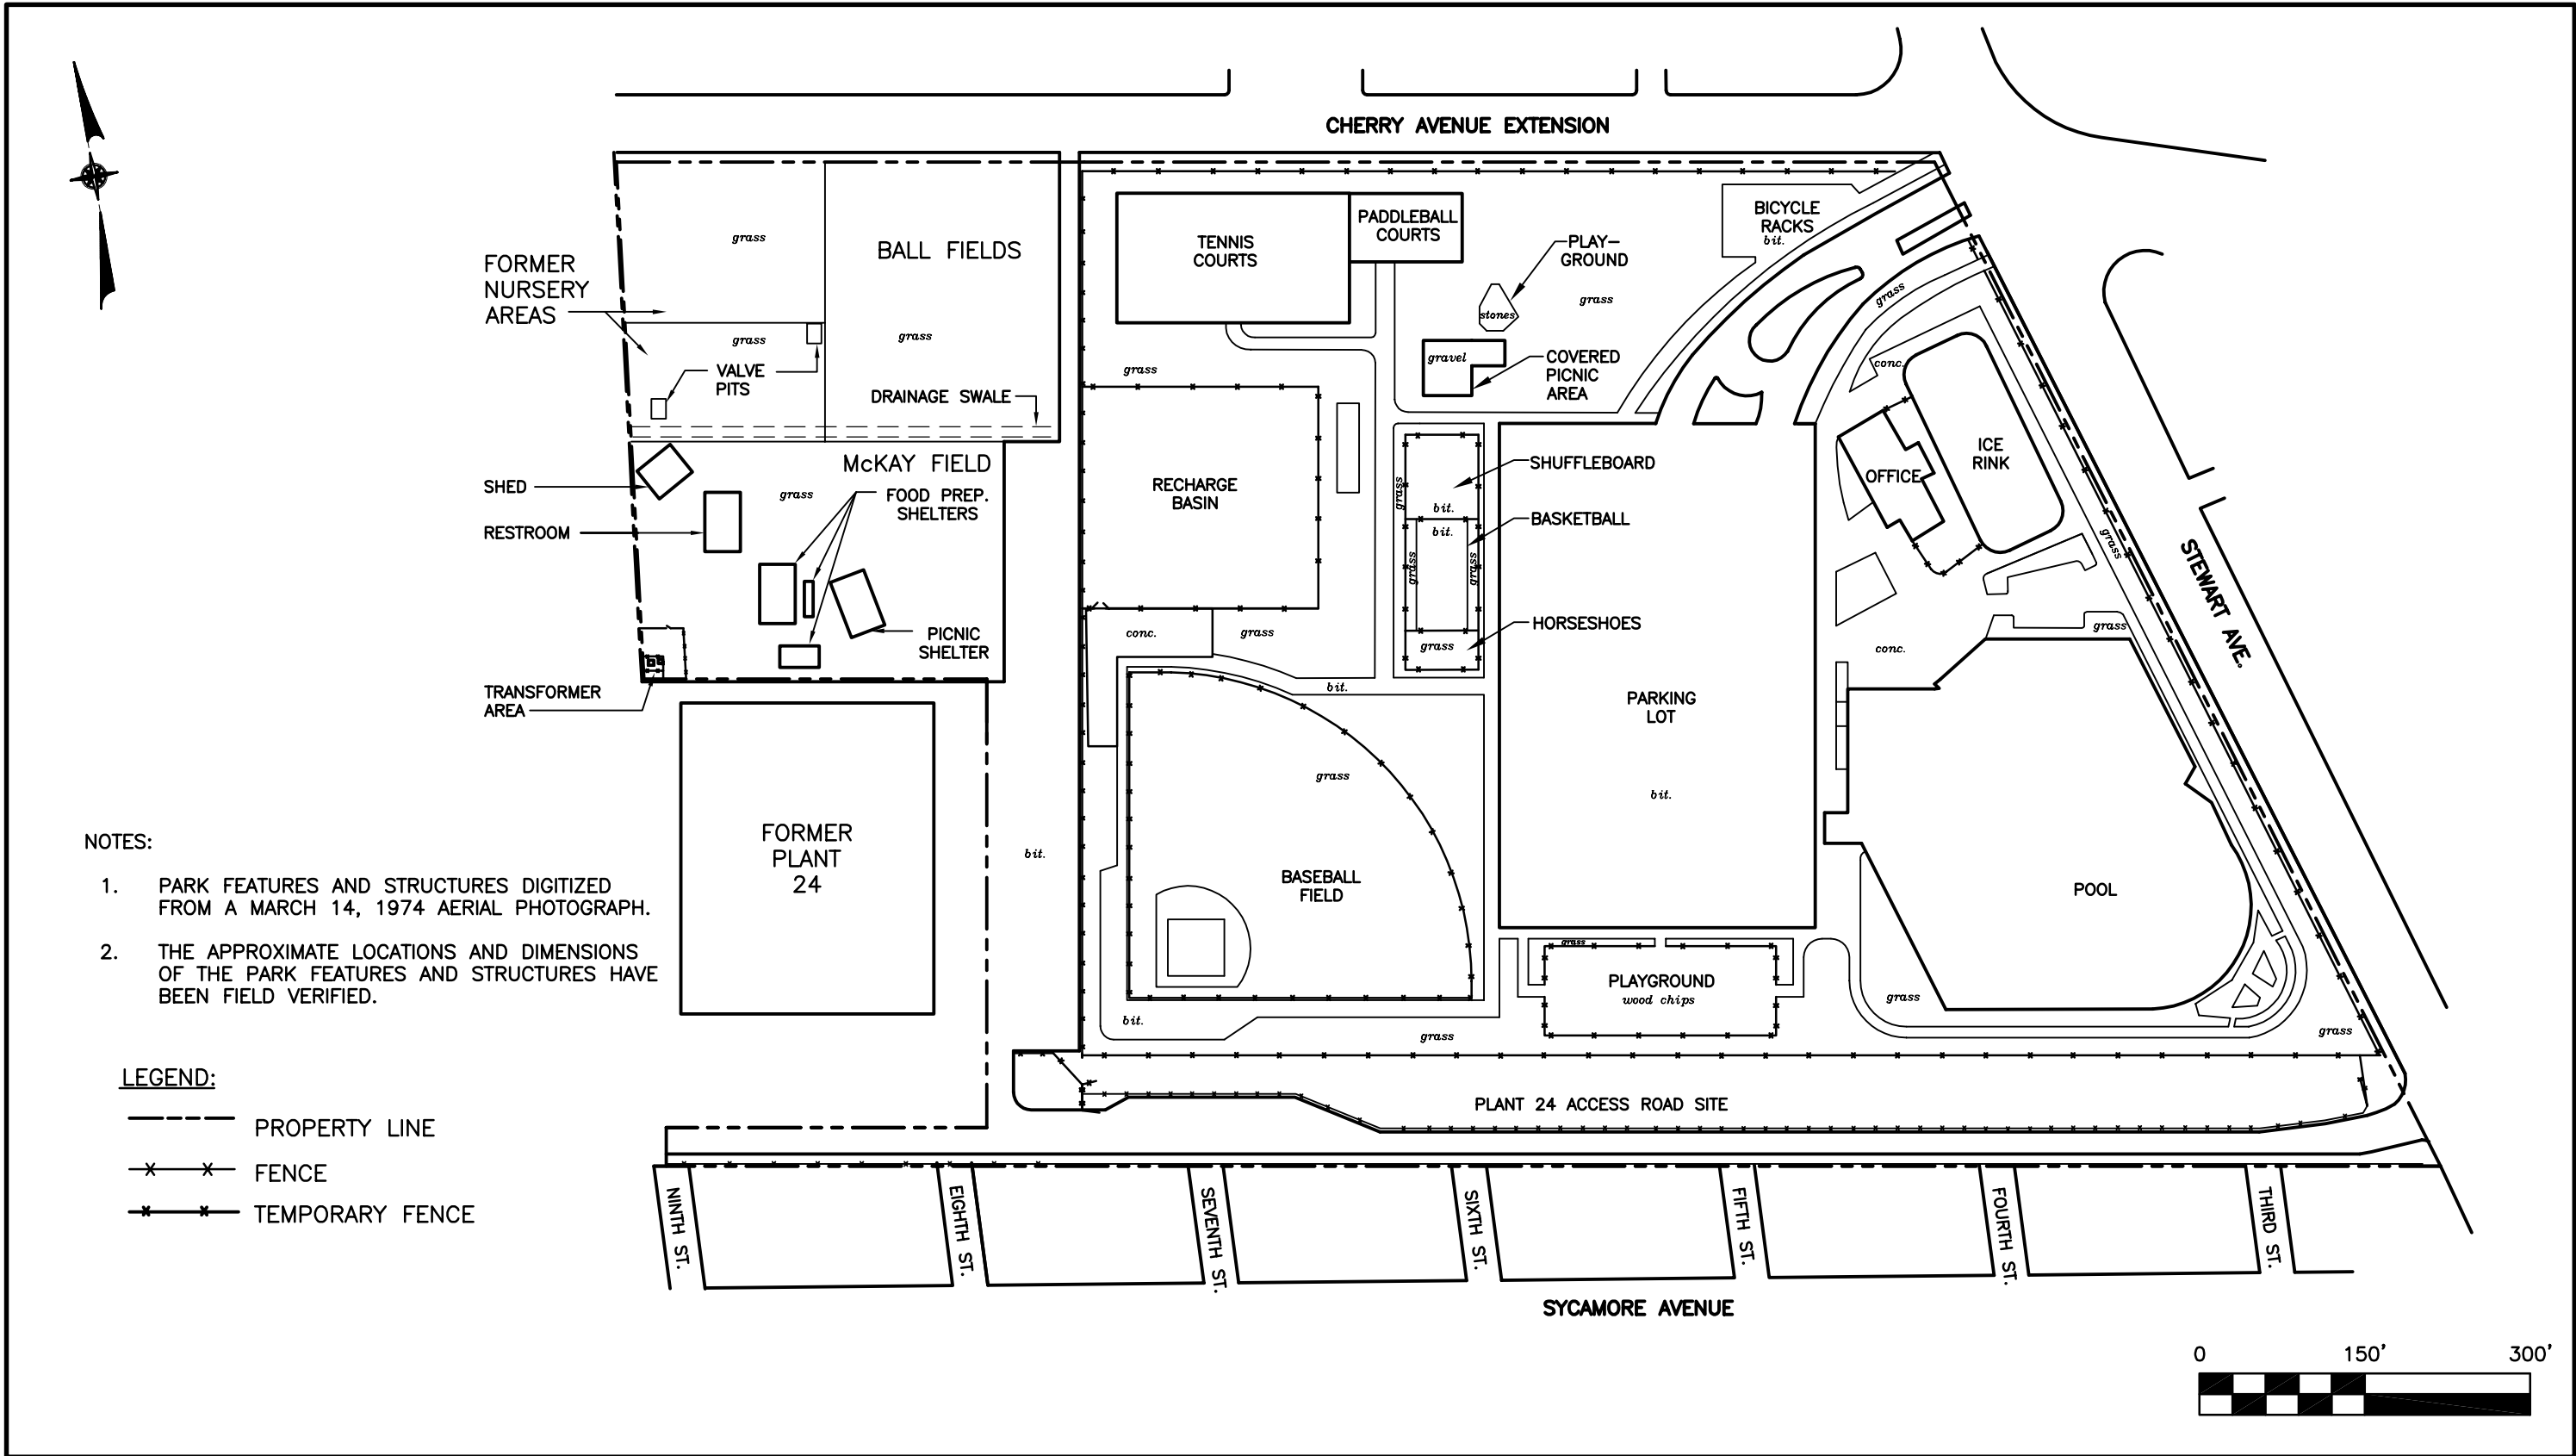 CHERRY AVENUE EXTENSION
BICYCLE
RACKS
bit.
PADDLEBALL
COURTS
TENNIS
COURTS
PLAY-
GROUND
grass
grass
BALL FIELDS
FORMER
NURSERY
AREAS
grass
grass
stones
grass
grass
VALVE
PITS
DRAINAGE SWALE
grass
gravel
COVERED
PICNIC
AREA
conc.
ICE
RINK
OFFICE
McKAY FIELD
SHED
grass
FOOD PREP.
SHELTERS
RESTROOM
RECHARGE
BASIN
SHUFFLEBOARD
grass
bit.
bit.
BASKETBALL
grass
grass
grass
STEWART AVE.
HORSESHOES
grass
PICNIC
SHELTER
conc.
grass
grass
conc.
TRANSFORMER
AREA
bit.
PARKING
LOT
bit.
grass
FORMER
PLANT
24
bit.
BASEBALL
FIELD
POOL
NOTES:
1. PARK FEATURES AND STRUCTURES DIGITIZED
FROM A MARCH 14, 1974 AERIAL PHOTOGRAPH.
2. THE APPROXIMATE LOCATIONS AND DIMENSIONS
OF THE PARK FEATURES AND STRUCTURES HAVE
BEEN FIELD VERIFIED.
grass
PLAYGROUND
wood chips
grass
bit.
grass
grass
PLANT 24 ACCESS ROAD SITE
LEGEND:
PROPERTY LINE
FENCE
TEMPORARY FENCE
NINTH ST.
EIGHTH ST.
SEVENTH ST.
SIXTH ST.
FIFTH ST.
FOURTH ST.
THIRD ST.
SYCAMORE AVENUE
0 150' 300'